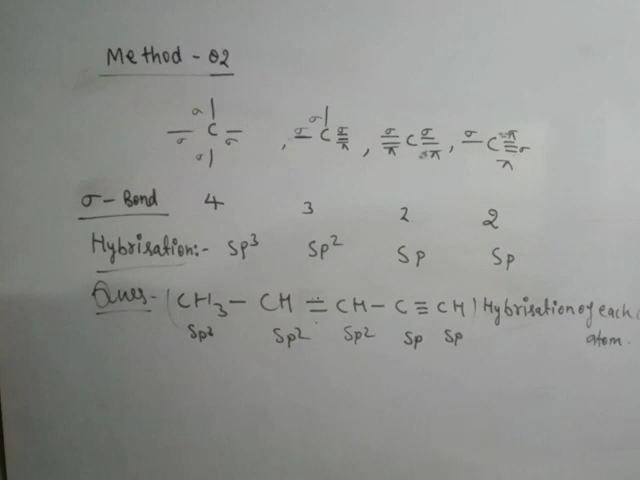 Method - 02
σ
— C — , — C = , = C = , — C ≡
σ σ σ σ
π
σ - Bond 4 3 2 2
Hybrisation:- Sp³ Sp² Sp Sp
Ques- (CH₃ — CH = CH — C ≡ CH) Hybrisation of each
Sp² Sp² Sp Sp atom.